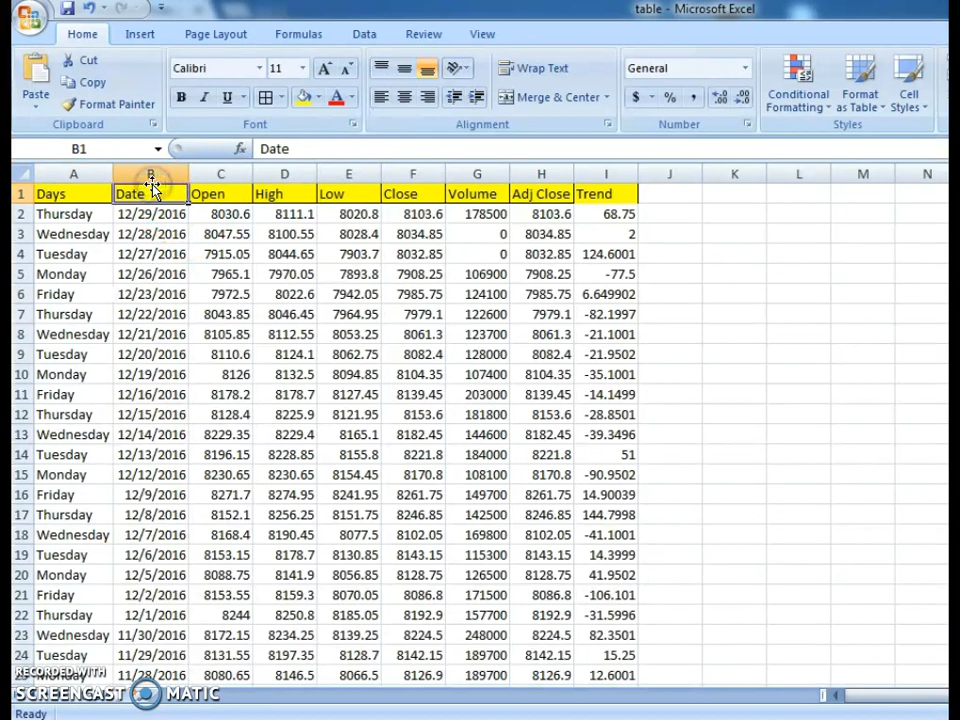 table - Microsoft Excel
Home Insert Page Layout Formulas Data Review View
Paste Cut Copy Format Painter Clipboard
Calibri 11 A A B I U A Font
Wrap Text Merge & Center Alignment
General $ % , .0 .00 .00 .0 Number
Conditional Formatting Format as Table Cell Styles Styles
B1 fx Date
A B C D E F G H I J K L M N
1 Days Date Open High Low Close Volume Adj Close Trend
2 Thursday 12/29/2016 8030.6 8111.1 8020.8 8103.6 178500 8103.6 68.75
3 Wednesday 12/28/2016 8047.55 8100.55 8028.4 8034.85 0 8034.85 2
4 Tuesday 12/27/2016 7915.05 8044.65 7903.7 8032.85 0 8032.85 124.6001
5 Monday 12/26/2016 7965.1 7970.05 7893.8 7908.25 106900 7908.25 -77.5
6 Friday 12/23/2016 7972.5 8022.6 7942.05 7985.75 124100 7985.75 6.649902
7 Thursday 12/22/2016 8043.85 8046.45 7964.95 7979.1 122600 7979.1 -82.1997
8 Wednesday 12/21/2016 8105.85 8112.55 8053.25 8061.3 123700 8061.3 -21.1001
9 Tuesday 12/20/2016 8110.6 8124.1 8062.75 8082.4 128000 8082.4 -21.9502
10 Monday 12/19/2016 8126 8132.5 8094.85 8104.35 107400 8104.35 -35.1001
11 Friday 12/16/2016 8178.2 8178.7 8127.45 8139.45 203000 8139.45 -14.1499
12 Thursday 12/15/2016 8128.4 8225.9 8121.95 8153.6 181800 8153.6 -28.8501
13 Wednesday 12/14/2016 8229.35 8229.4 8165.1 8182.45 144600 8182.45 -39.3496
14 Tuesday 12/13/2016 8196.15 8228.85 8155.8 8221.8 184000 8221.8 51
15 Monday 12/12/2016 8230.65 8230.65 8154.45 8170.8 108100 8170.8 -90.9502
16 Friday 12/9/2016 8271.7 8274.95 8241.95 8261.75 149700 8261.75 14.90039
17 Thursday 12/8/2016 8152.1 8256.25 8151.75 8246.85 142500 8246.85 144.7998
18 Wednesday 12/7/2016 8168.4 8190.45 8077.5 8102.05 169800 8102.05 -41.1001
19 Tuesday 12/6/2016 8153.15 8178.7 8130.85 8143.15 115300 8143.15 14.3999
20 Monday 12/5/2016 8088.75 8141.9 8056.85 8128.75 126500 8128.75 41.9502
21 Friday 12/2/2016 8153.55 8159.3 8070.05 8086.8 171500 8086.8 -106.101
22 Thursday 12/1/2016 8244 8250.8 8185.05 8192.9 157700 8192.9 -31.5996
23 Wednesday 11/30/2016 8172.15 8234.25 8139.25 8224.5 248000 8224.5 82.3501
24 Tuesday 11/29/2016 8131.55 8197.35 8128.7 8142.15 189700 8142.15 15.25
11/28/2016 8080.65 8146.5 8066.5 8126.9 189700 8126.9 12.6001
RECORDED WITH
SCREENCAST MATIC
Ready